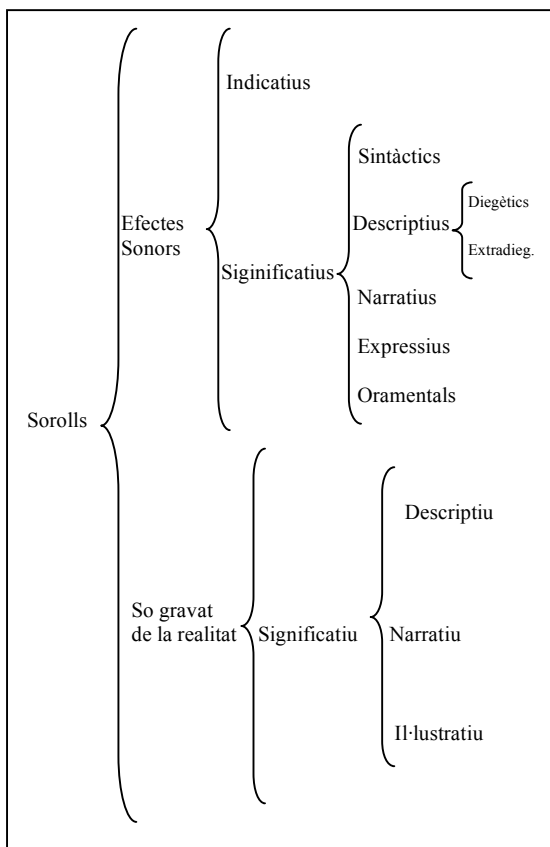 Indicatius
Sintàctics
Diegètics
Efectes
Sonors
Descriptius
Extradieg.
Siginificatius
Narratius
Expressius
Oramentals
Sorolls
Descriptiu
So gravat
de la realitat
Significatiu
Narratiu
Il·lustratiu